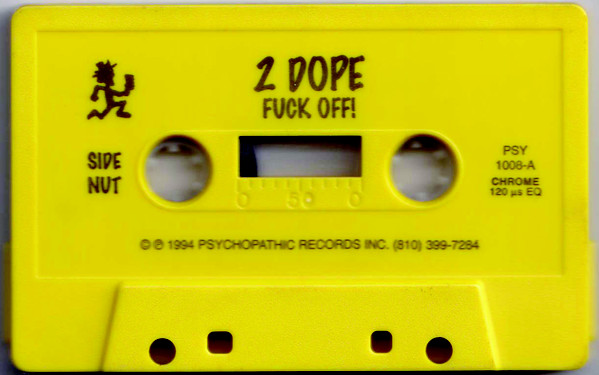 2 DOPE
FUCK OFF!
SIDE
NUT
PSY
1008-A
CHROME
120 µs EQ
0 50 0
© ℗ 1994 PSYCHOPATHIC RECORDS INC. (810) 399-7284